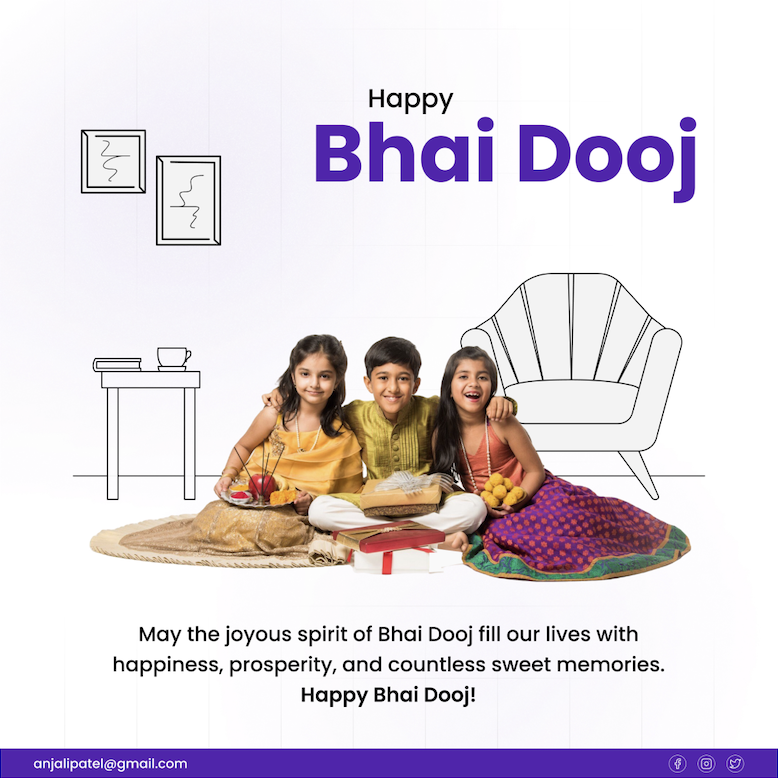 Happy
Bhai Dooj
May the joyous spirit of Bhai Dooj fill our lives with
happiness, prosperity, and countless sweet memories.
Happy Bhai Dooj!
anjalipatel@gmail.com